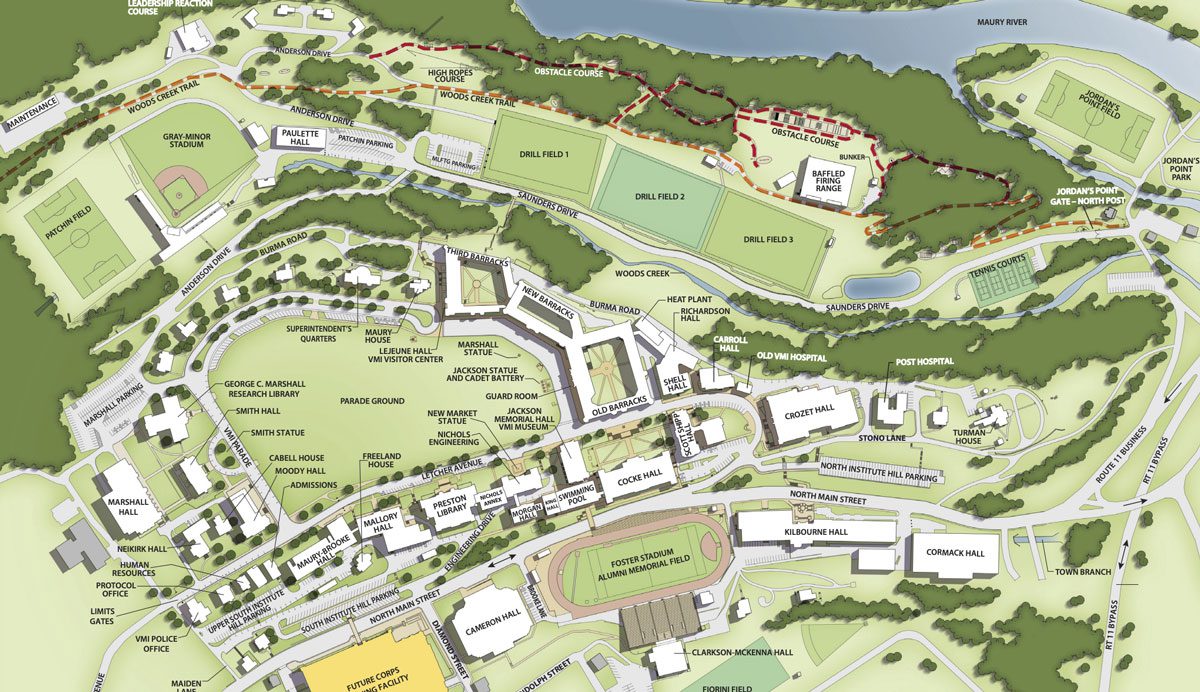 LEADERSHIP REACTION
COURSE
ANDERSON DRIVE
HIGH ROPES
COURSE
OBSTACLE COURSE
MAURY RIVER
MAINTENANCE
WOODS CREEK TRAIL
WOODS CREEK TRAIL
ANDERSON DRIVE
GRAY-MINOR
STADIUM
PAULETTE
HALL
PATCHIN PARKING
MLFTG PARKING
DRILL FIELD 1
DRILL FIELD 2
DRILL FIELD 3
OBSTACLE COURSE
BUNKER
BAFFLED
FIRING
RANGE
JORDAN'S
POINT FIELD
JORDAN'S
POINT
PARK
JORDAN'S POINT
GATE – NORTH POST
PATCHIN FIELD
ANDERSON DRIVE
BURMA ROAD
SAUNDERS DRIVE
WOODS CREEK
TENNIS COURTS
SAUNDERS DRIVE
THIRD BARRACKS
NEW BARRACKS
BURMA ROAD
HEAT PLANT
RICHARDSON
HALL
CARROLL
HALL
OLD VMI HOSPITAL
POST HOSPITAL
SUPERINTENDENT'S
QUARTERS
MAURY
HOUSE
LEJEUNE HALL
VMI VISITOR CENTER
MARSHALL
STATUE
JACKSON STATUE
AND CADET BATTERY
GUARD ROOM
OLD BARRACKS
SHELL
HALL
SCOTT SHIPP
HALL
CROZET HALL
TURMAN
HOUSE
STONO LANE
MARSHALL PARKING
GEORGE C. MARSHALL
RESEARCH LIBRARY
SMITH HALL
SMITH STATUE
VMI PARADE
PARADE GROUND
NEW MARKET
STATUE
NICHOLS
ENGINEERING
JACKSON
MEMORIAL HALL
VMI MUSEUM
CABELL HOUSE
MOODY HALL
ADMISSIONS
FREELAND
HOUSE
LETCHER AVENUE
NORTH INSTITUTE HILL PARKING
ROUTE 11 BUSINESS
RT 11 BYPASS
MARSHALL
HALL
PRESTON
LIBRARY
NICHOLS
ANNEX
MORGAN
HALL
KING
HALL
SWIMMING
POOL
COCKE HALL
NORTH MAIN STREET
MALLORY
HALL
MAURY-BROOKE
HALL
ENGINEERING DRIVE
FOSTER STADIUM
ALUMNI MEMORIAL FIELD
KILBOURNE HALL
CORMACK HALL
TOWN BRANCH
NEIKIRK HALL
HUMAN
RESOURCES
PROTOCOL
OFFICE
LIMITS
GATES
VMI POLICE
OFFICE
MAIDEN
LANE
UPPER SOUTH INSTITUTE
HILL PARKING
SOUTH INSTITUTE HILL PARKING
NORTH MAIN STREET
DIAMOND STREET
CAMERON HALL
CLARKSON-MCKENNA HALL
RT 11 BYPASS
FUTURE CORPS
FACILITY
STREET
FIORINI FIELD